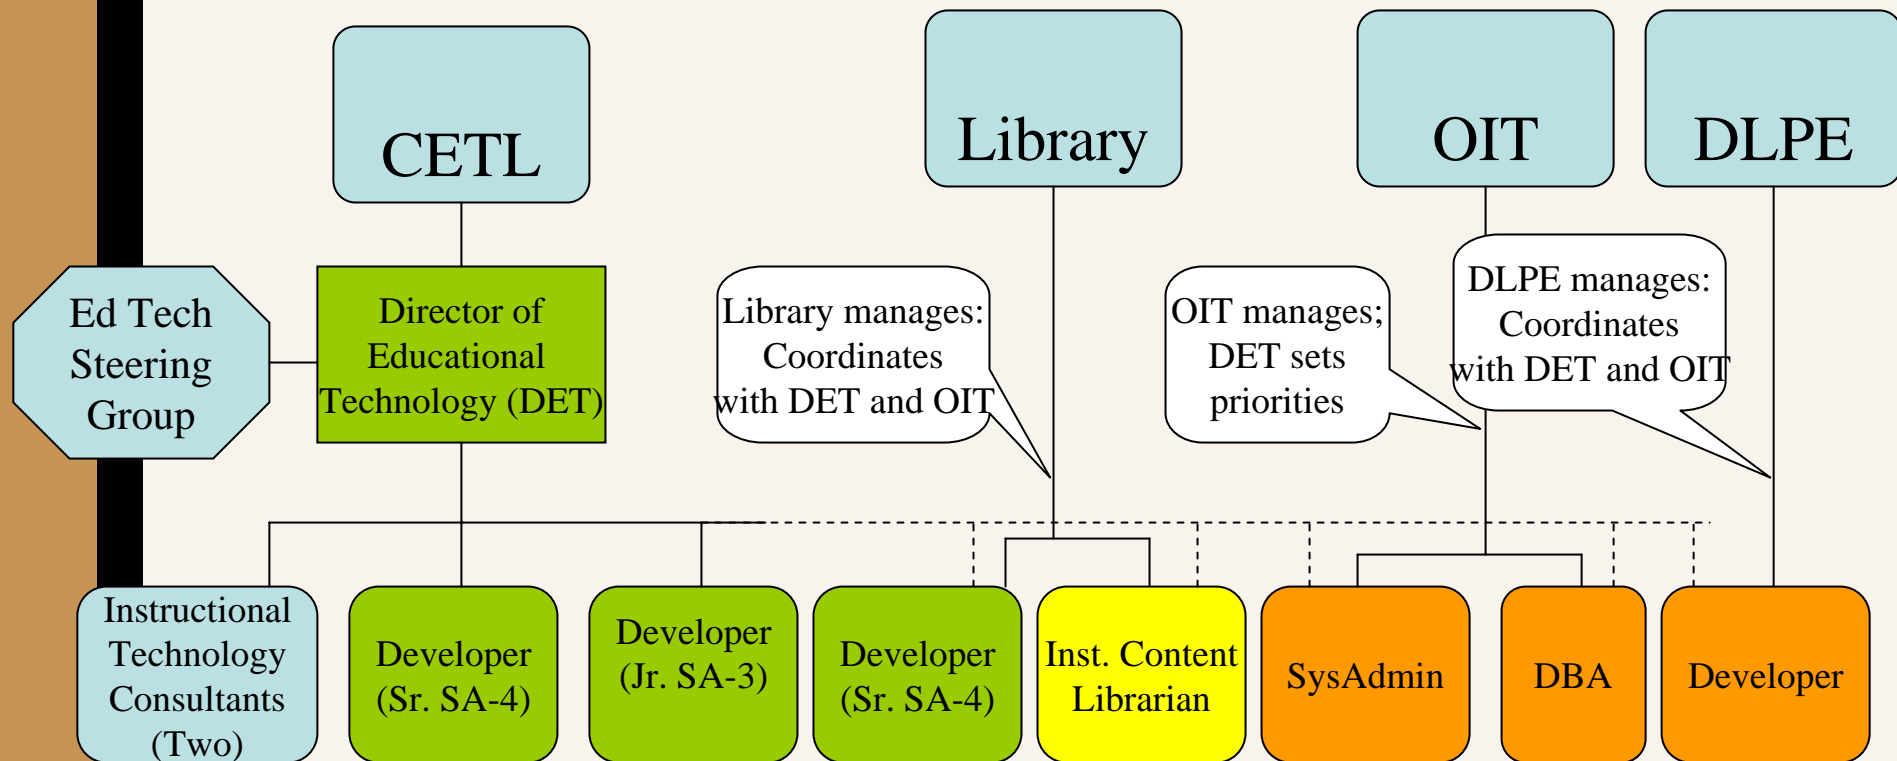 CETL
Library
OIT
DLPE
Ed Tech
Steering
Group
Director of
Educational
Technology (DET)
Library manages:
Coordinates
with DET and OIT
OIT manages;
DET sets
priorities
DLPE manages:
Coordinates
with DET and OIT
Instructional
Technology
Consultants
(Two)
Developer
(Sr. SA-4)
Developer
(Jr. SA-3)
Developer
(Sr. SA-4)
Inst. Content
Librarian
SysAdmin
DBA
Developer